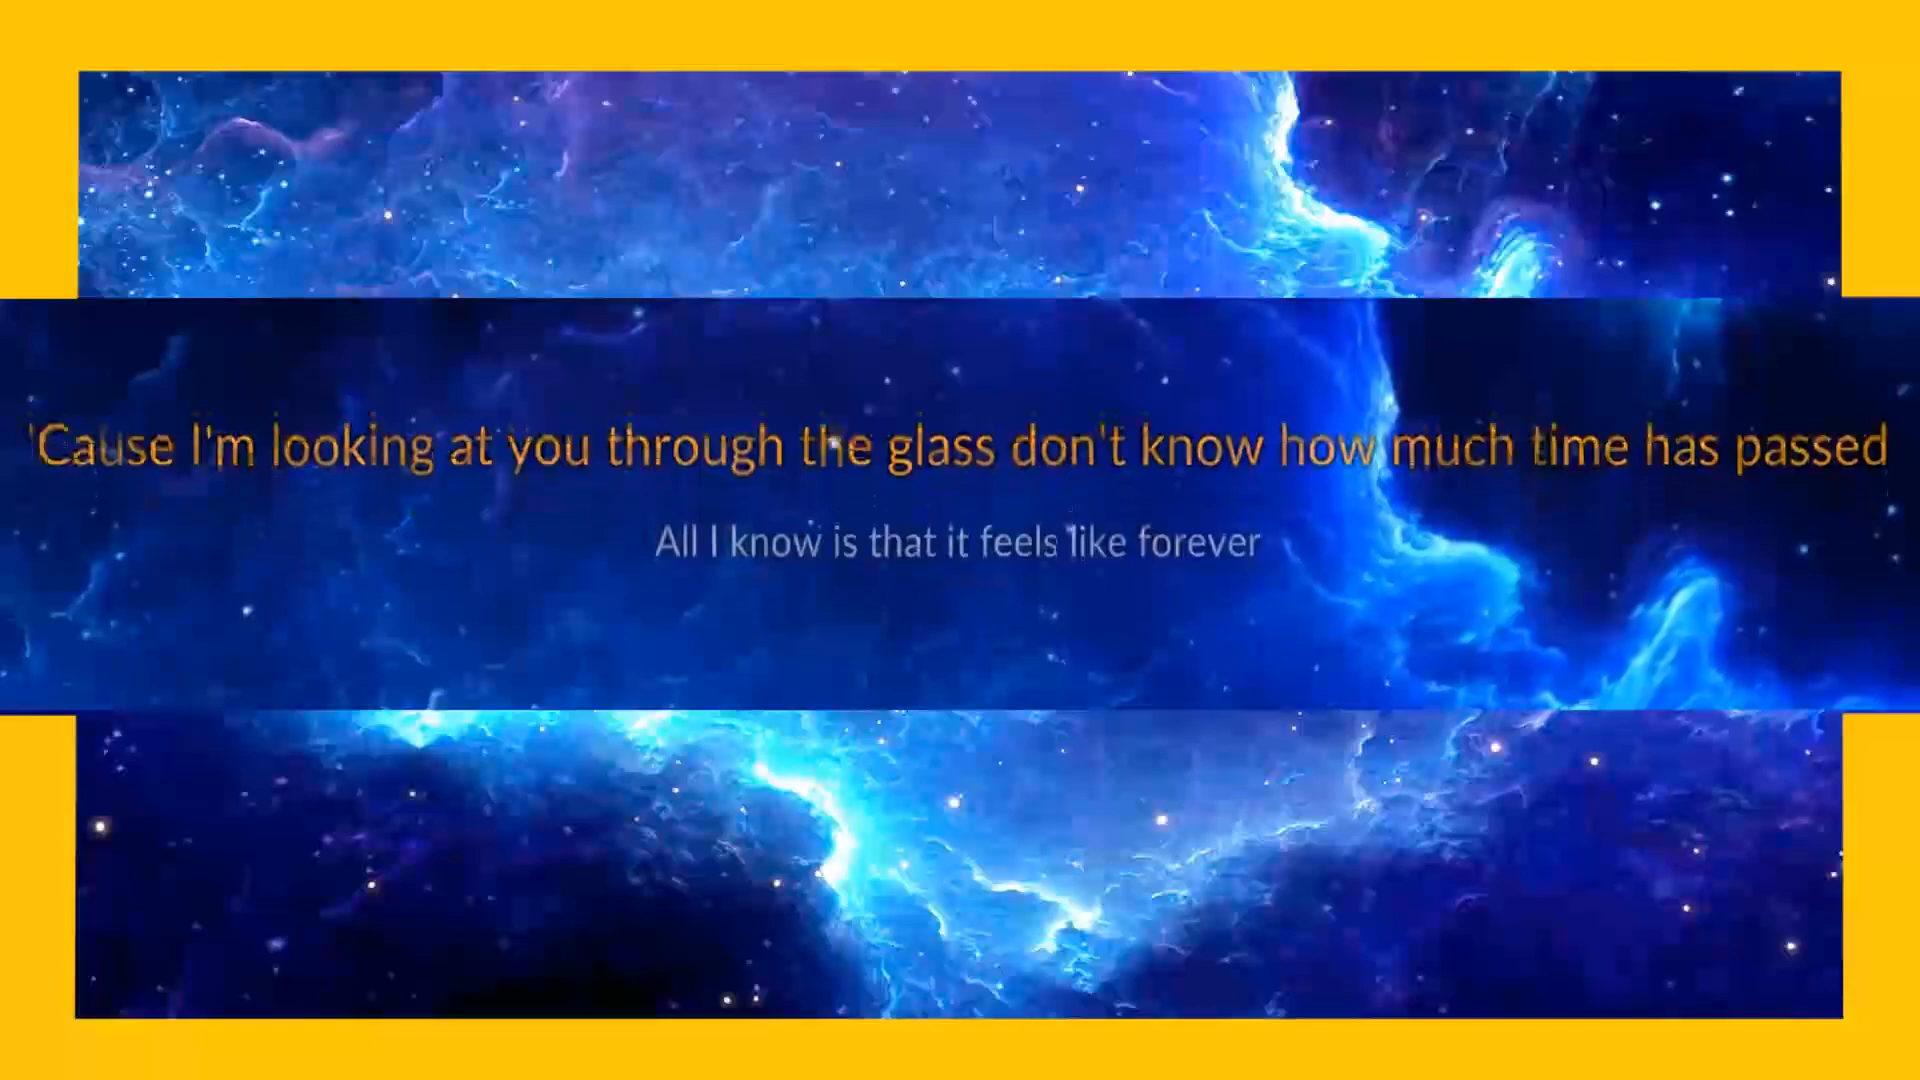 'Cause I'm looking at you through the glass don't know how much time has passed
All I know is that it feels like forever